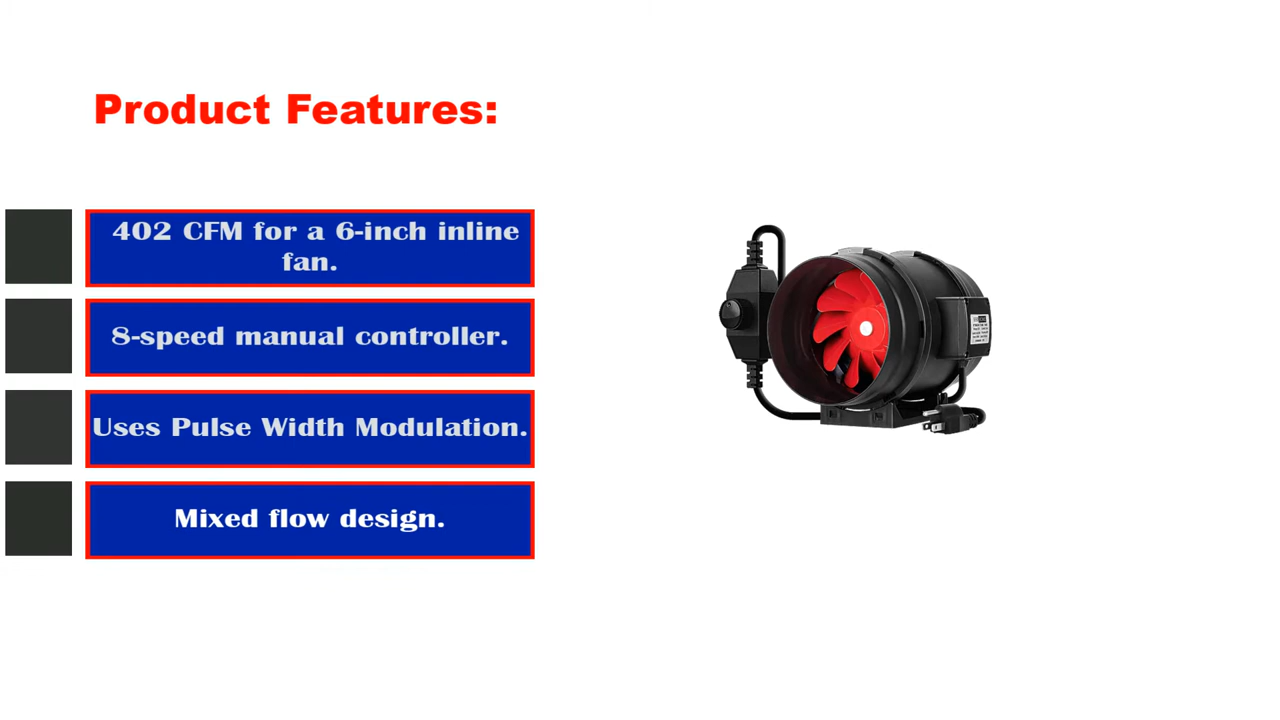 Product Features:
402 CFM for a 6-inch inline
fan.
8-speed manual controller.
Uses Pulse Width Modulation.
Mixed flow design.